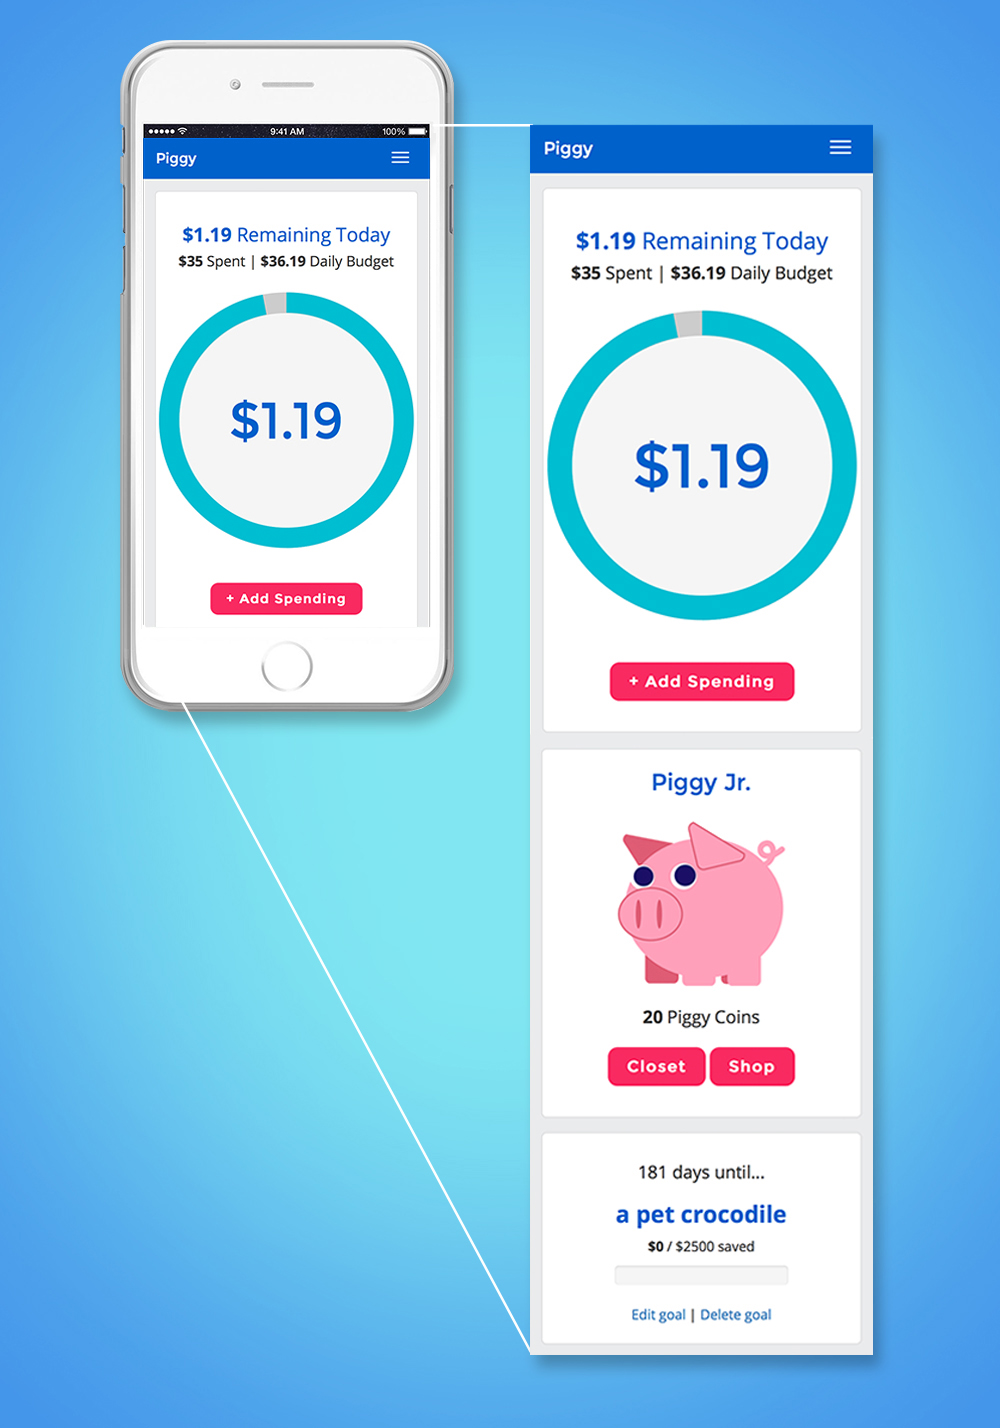 9:41 AM
100%
Piggy
$1.19 Remaining Today
$35 Spent | $36.19 Daily Budget
$1.19
+ Add Spending
Piggy
$1.19 Remaining Today
$35 Spent | $36.19 Daily Budget
$1.19
+ Add Spending
Piggy Jr.
20 Piggy Coins
Closet
Shop
181 days until...
a pet crocodile
$0 / $2500 saved
Edit goal | Delete goal